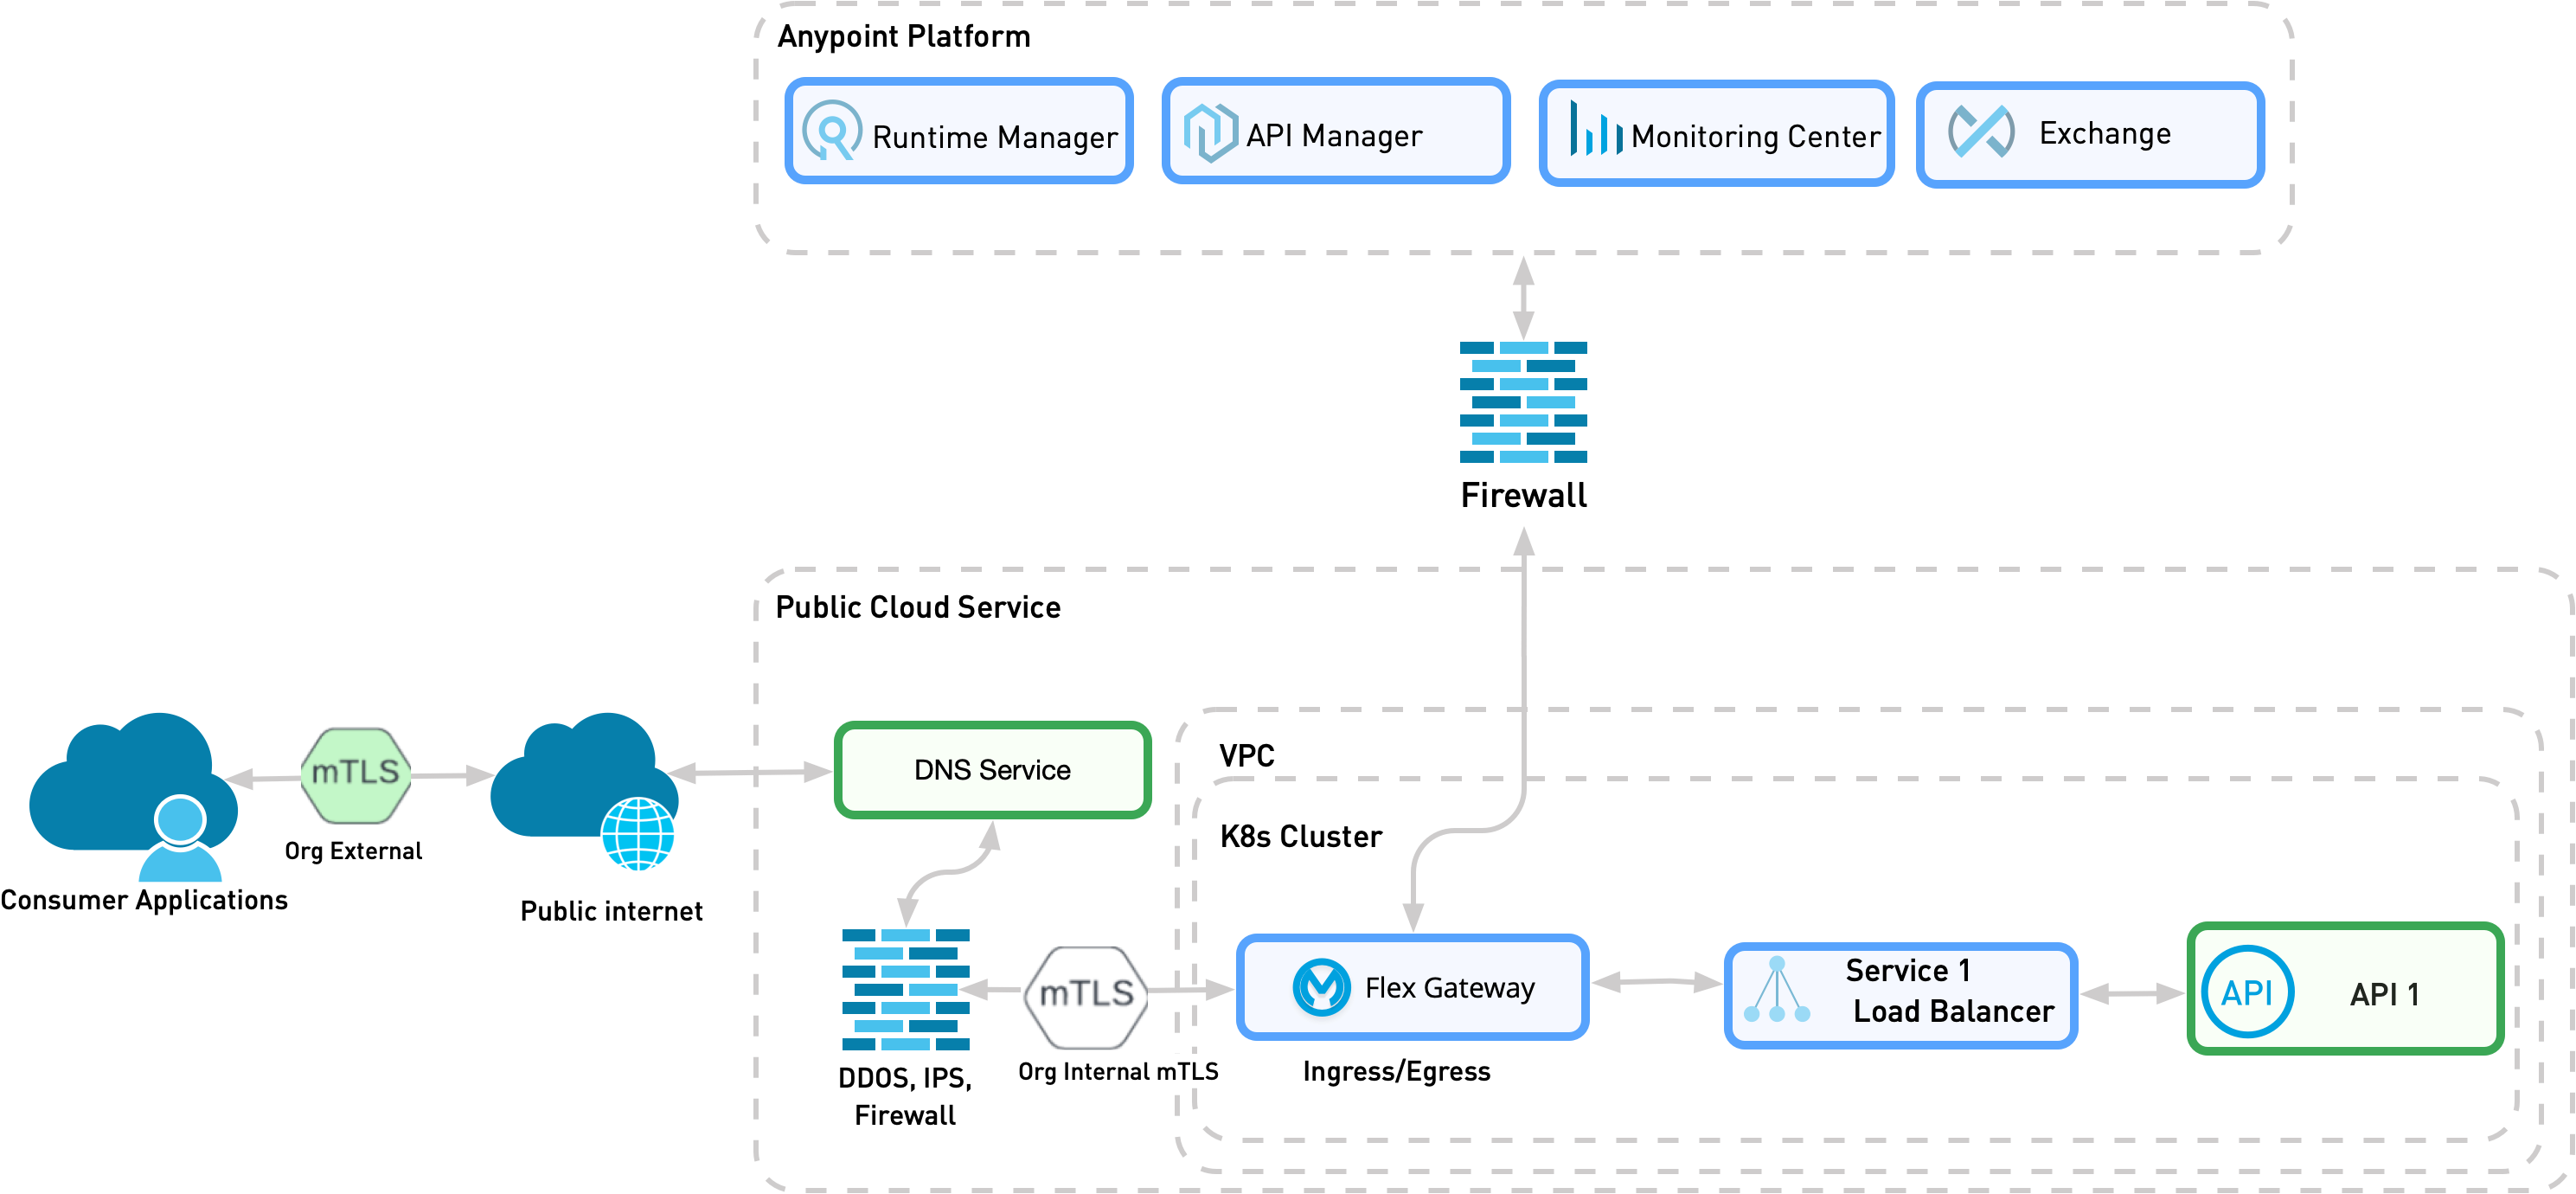 Anypoint Platform
Runtime Manager
API Manager
Monitoring Center
Exchange
Firewall
Public Cloud Service
DNS Service
VPC
K8s Cluster
mTLS
Org External
Consumer Applications
Public internet
mTLS
Org Internal mTLS
DDOS, IPS,
Firewall
Flex Gateway
Ingress/Egress
Service 1
Load Balancer
API
API 1